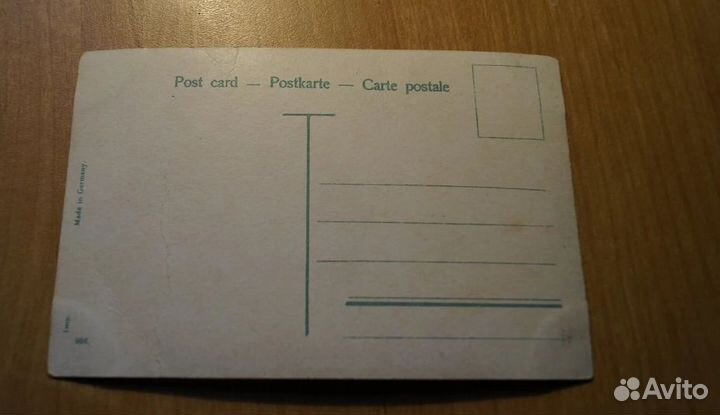 Post card — Postkarte — Carte postale
Made in Germany
Avito